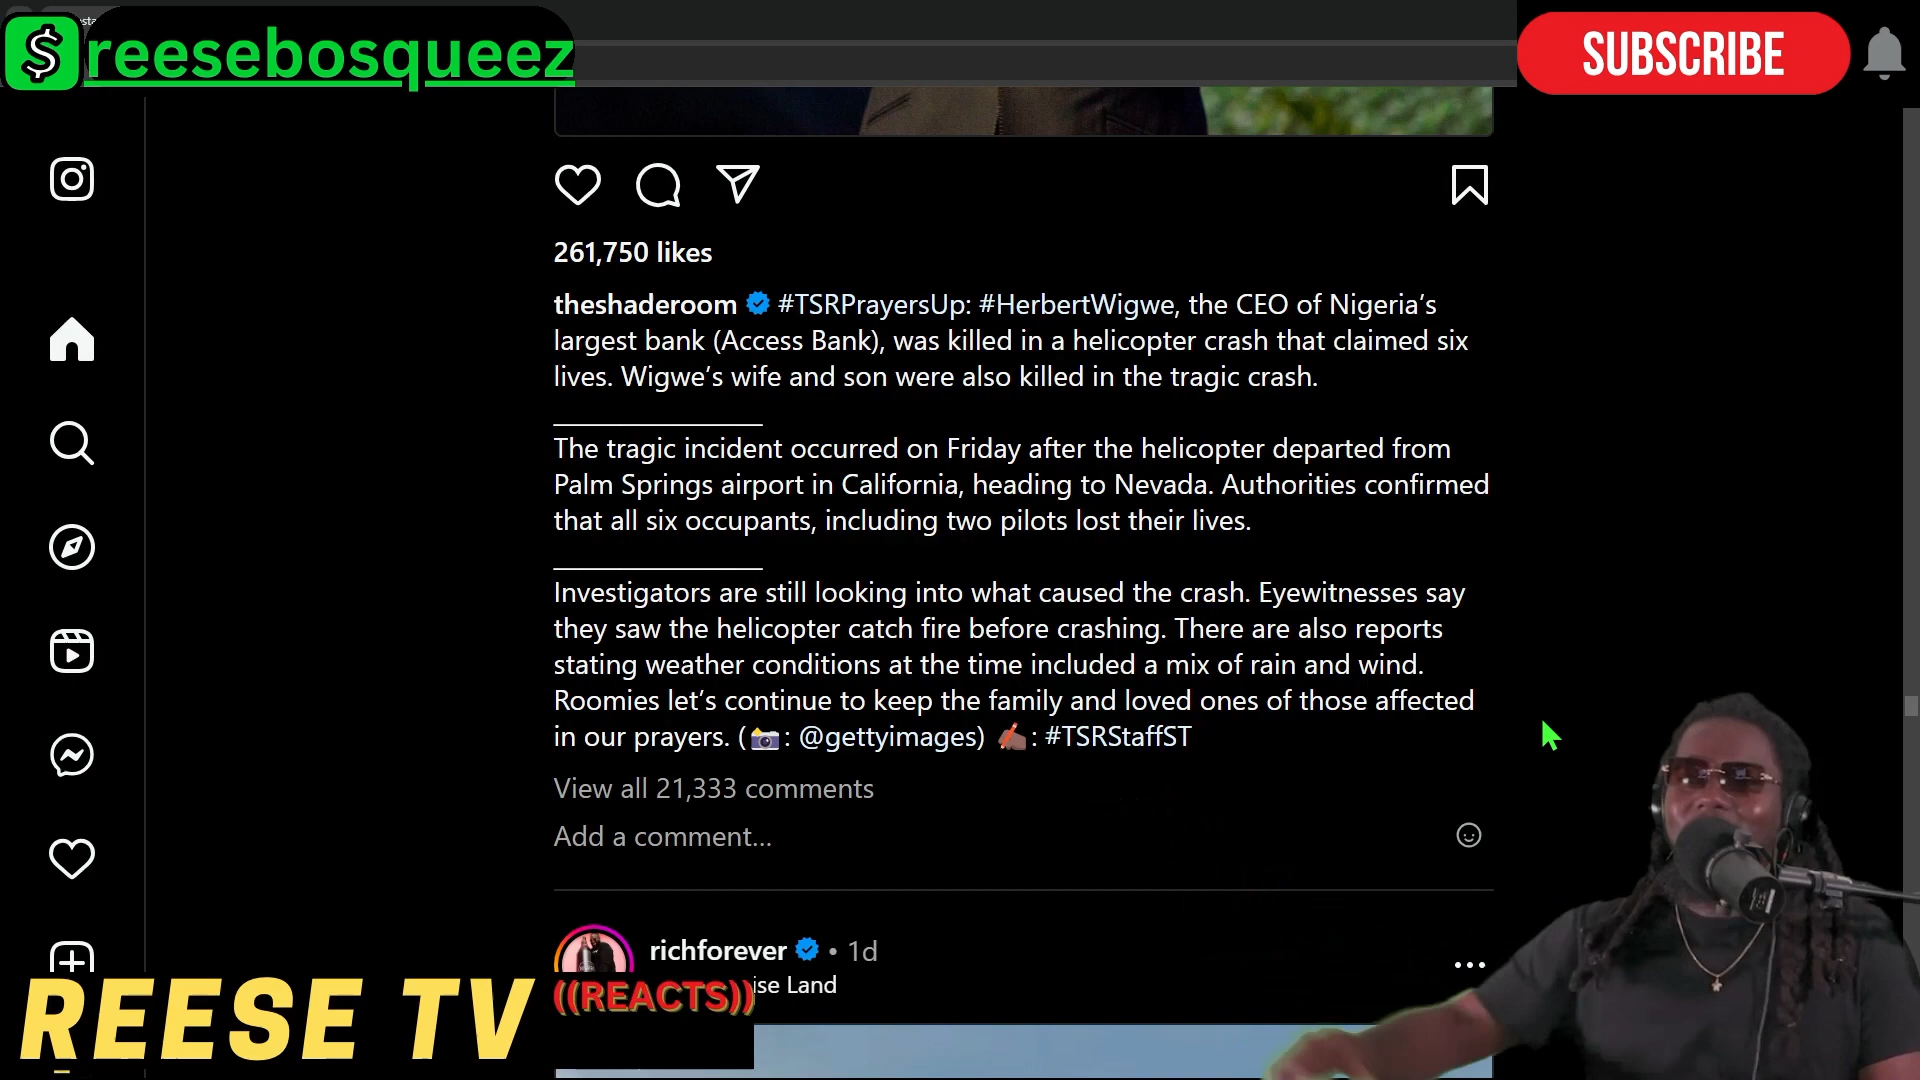 reesebosqueez
SUBSCRIBE
261,750 likes
theshaderoom #TSRPrayersUp: #HerbertWigwe, the CEO of Nigeria’s
largest bank (Access Bank), was killed in a helicopter crash that claimed six
lives. Wigwe’s wife and son were also killed in the tragic crash.
The tragic incident occurred on Friday after the helicopter departed from
Palm Springs airport in California, heading to Nevada. Authorities confirmed
that all six occupants, including two pilots lost their lives.
Investigators are still looking into what caused the crash. Eyewitnesses say
they saw the helicopter catch fire before crashing. There are also reports
stating weather conditions at the time included a mix of rain and wind.
Roomies let’s continue to keep the family and loved ones of those affected
in our prayers. (📸: @gettyimages) ✍🏾: #TSRStaffST
View all 21,333 comments
Add a comment...
richforever • 1d
Land
REESE TV
((REACTS))